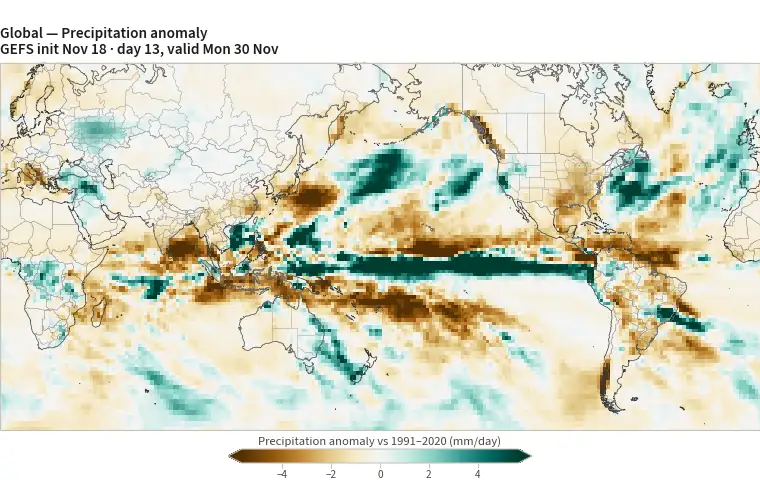 Global — Precipitation anomaly
GEFS init Nov 18 · day 13, valid Mon 30 Nov
Precipitation anomaly vs 1991–2020 (mm/day)
−4 −2 0 2 4